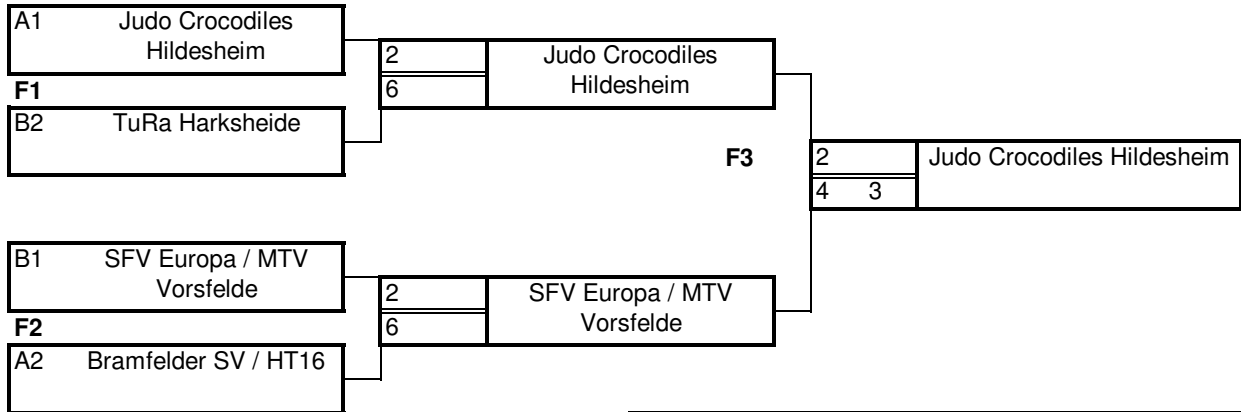 A1 Judo Crocodiles
Hildesheim
F1
B2 TuRa Harksheide
2 Judo Crocodiles
6 Hildesheim
F3
2 Judo Crocodiles Hildesheim
4 3
B1 SFV Europa / MTV
Vorsfelde
F2
A2 Bramfelder SV / HT16
2 SFV Europa / MTV
6 Vorsfelde